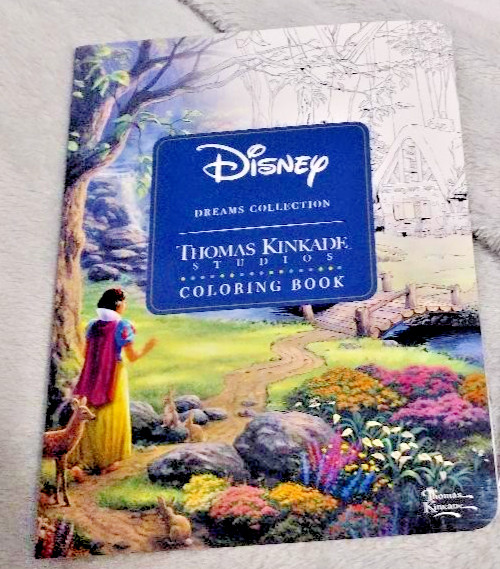 Disney
DREAMS COLLECTION
THOMAS KINKADE
STUDIOS
COLORING BOOK
Thomas
Kinkade